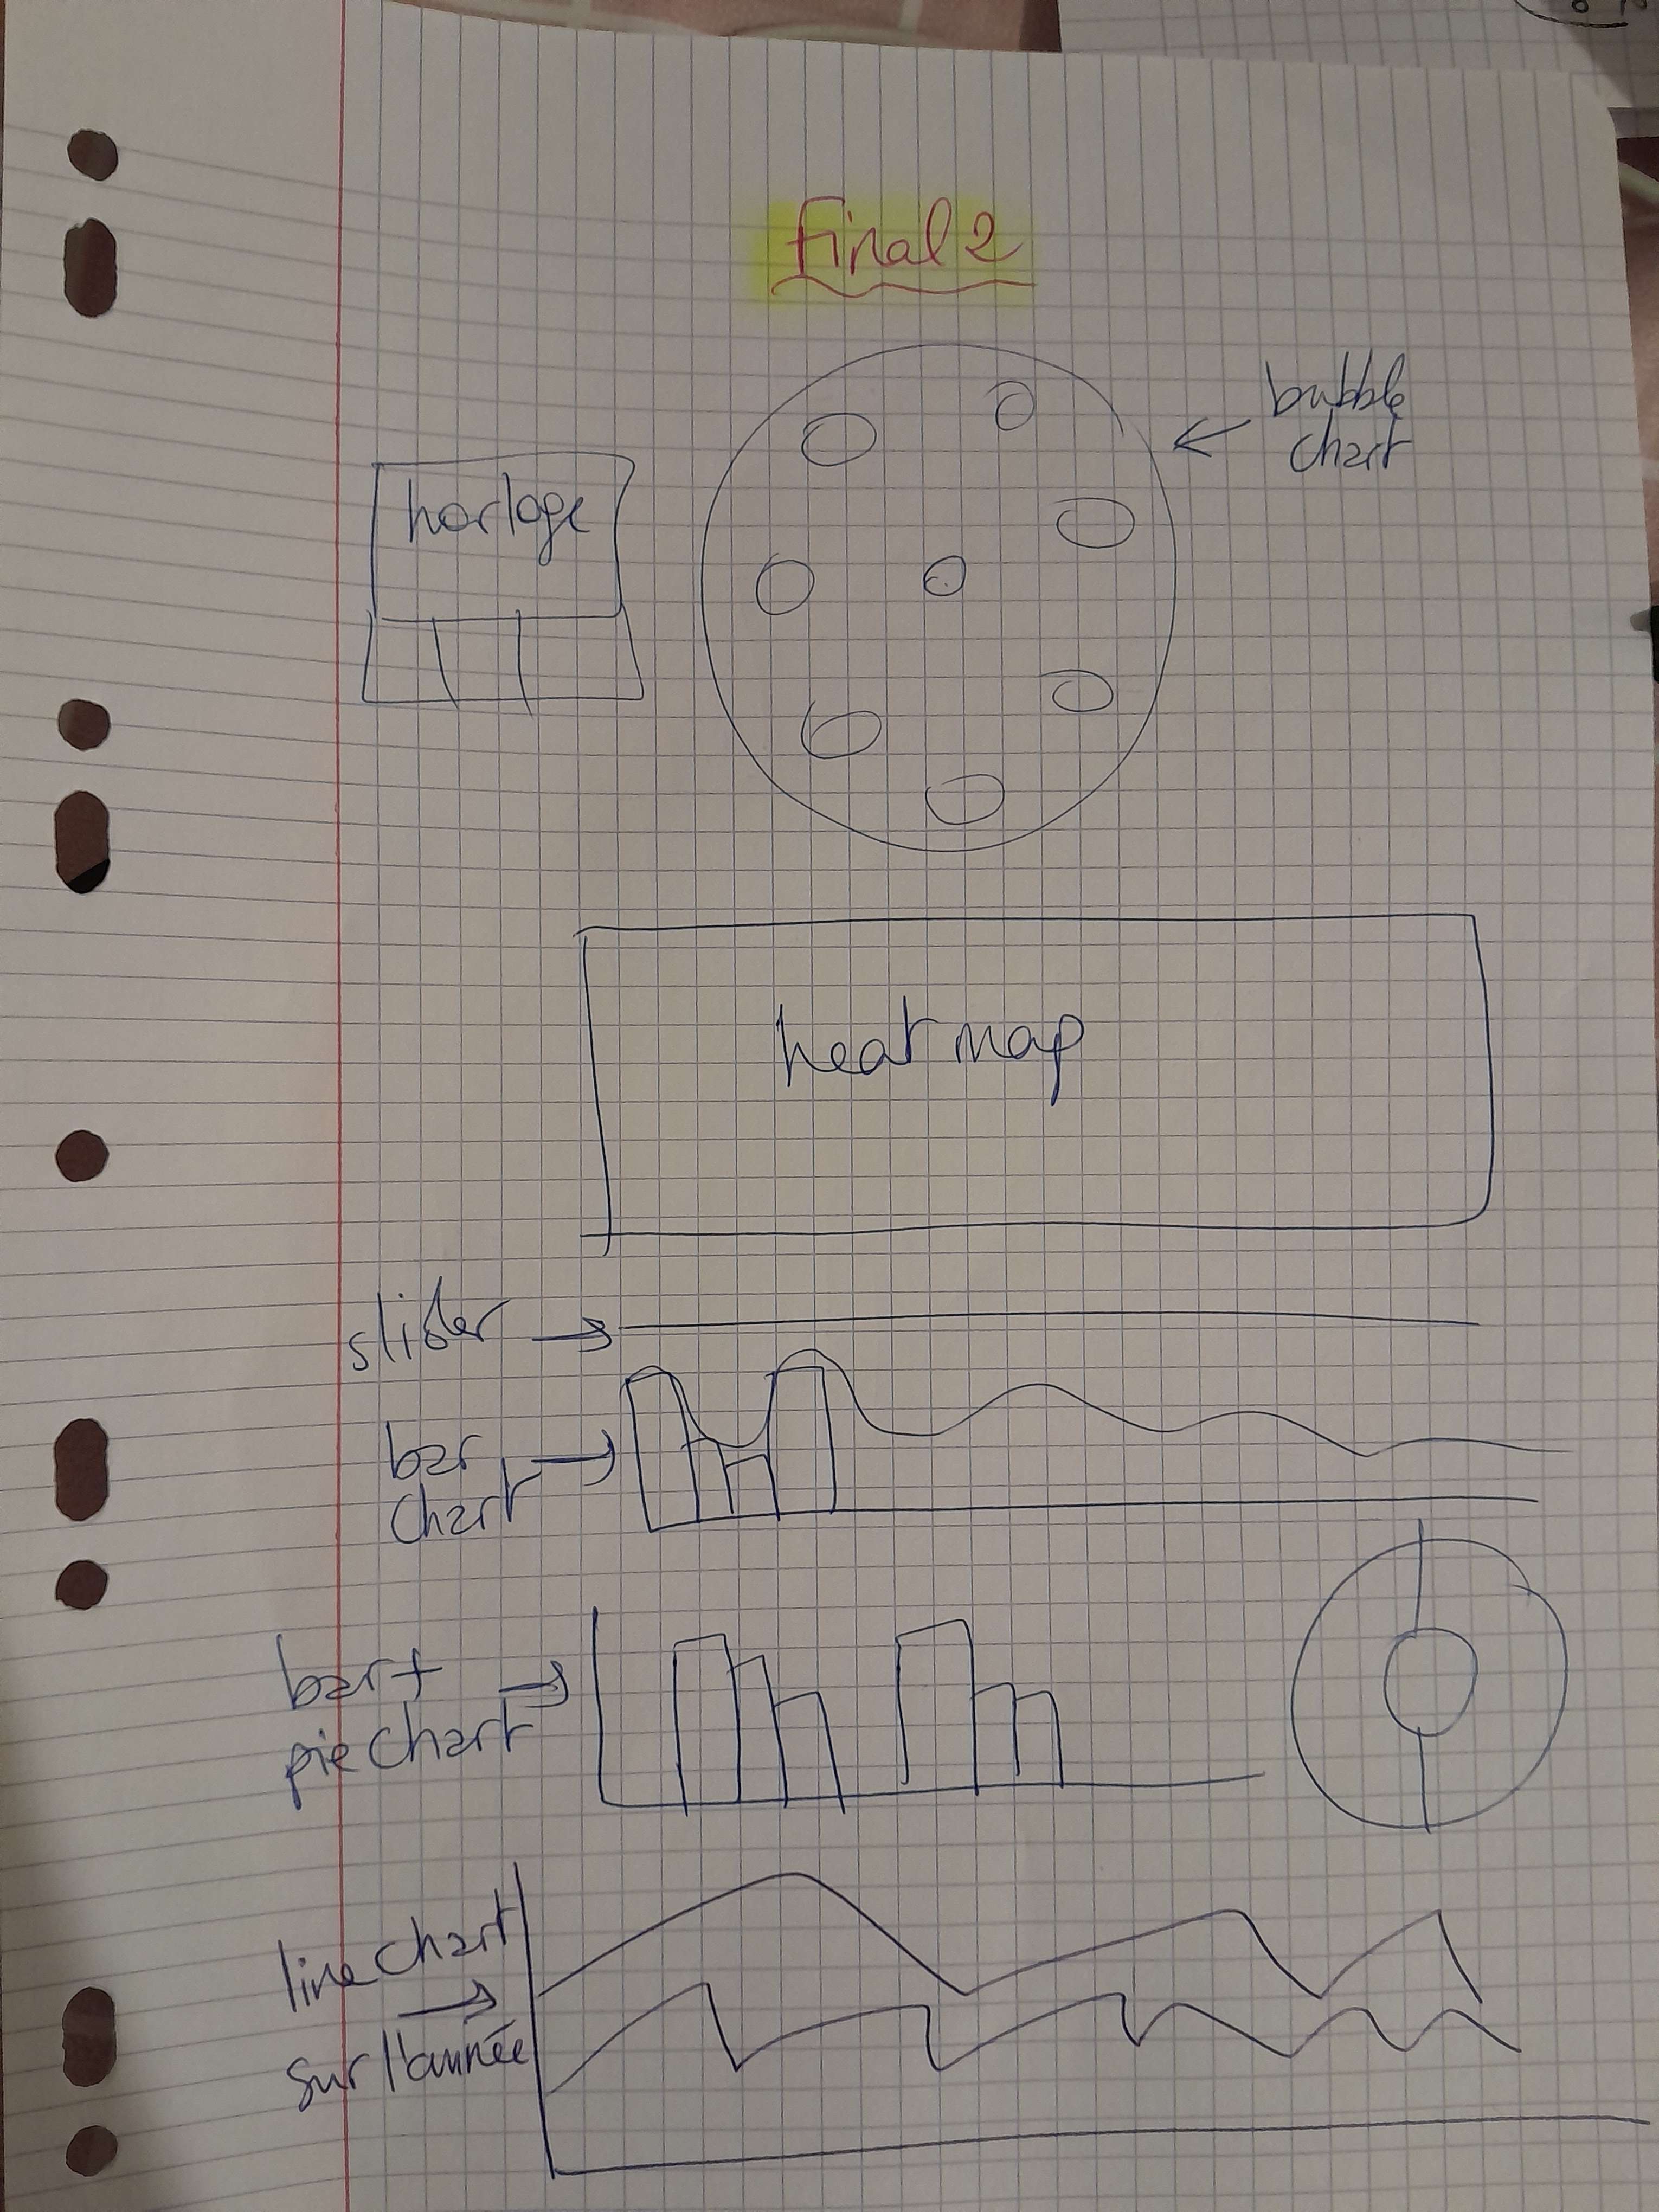 Final 2
bubble
chart
horloge
heat map
slider
bar
chart
bar +
pie chart
line chart
sur l'année